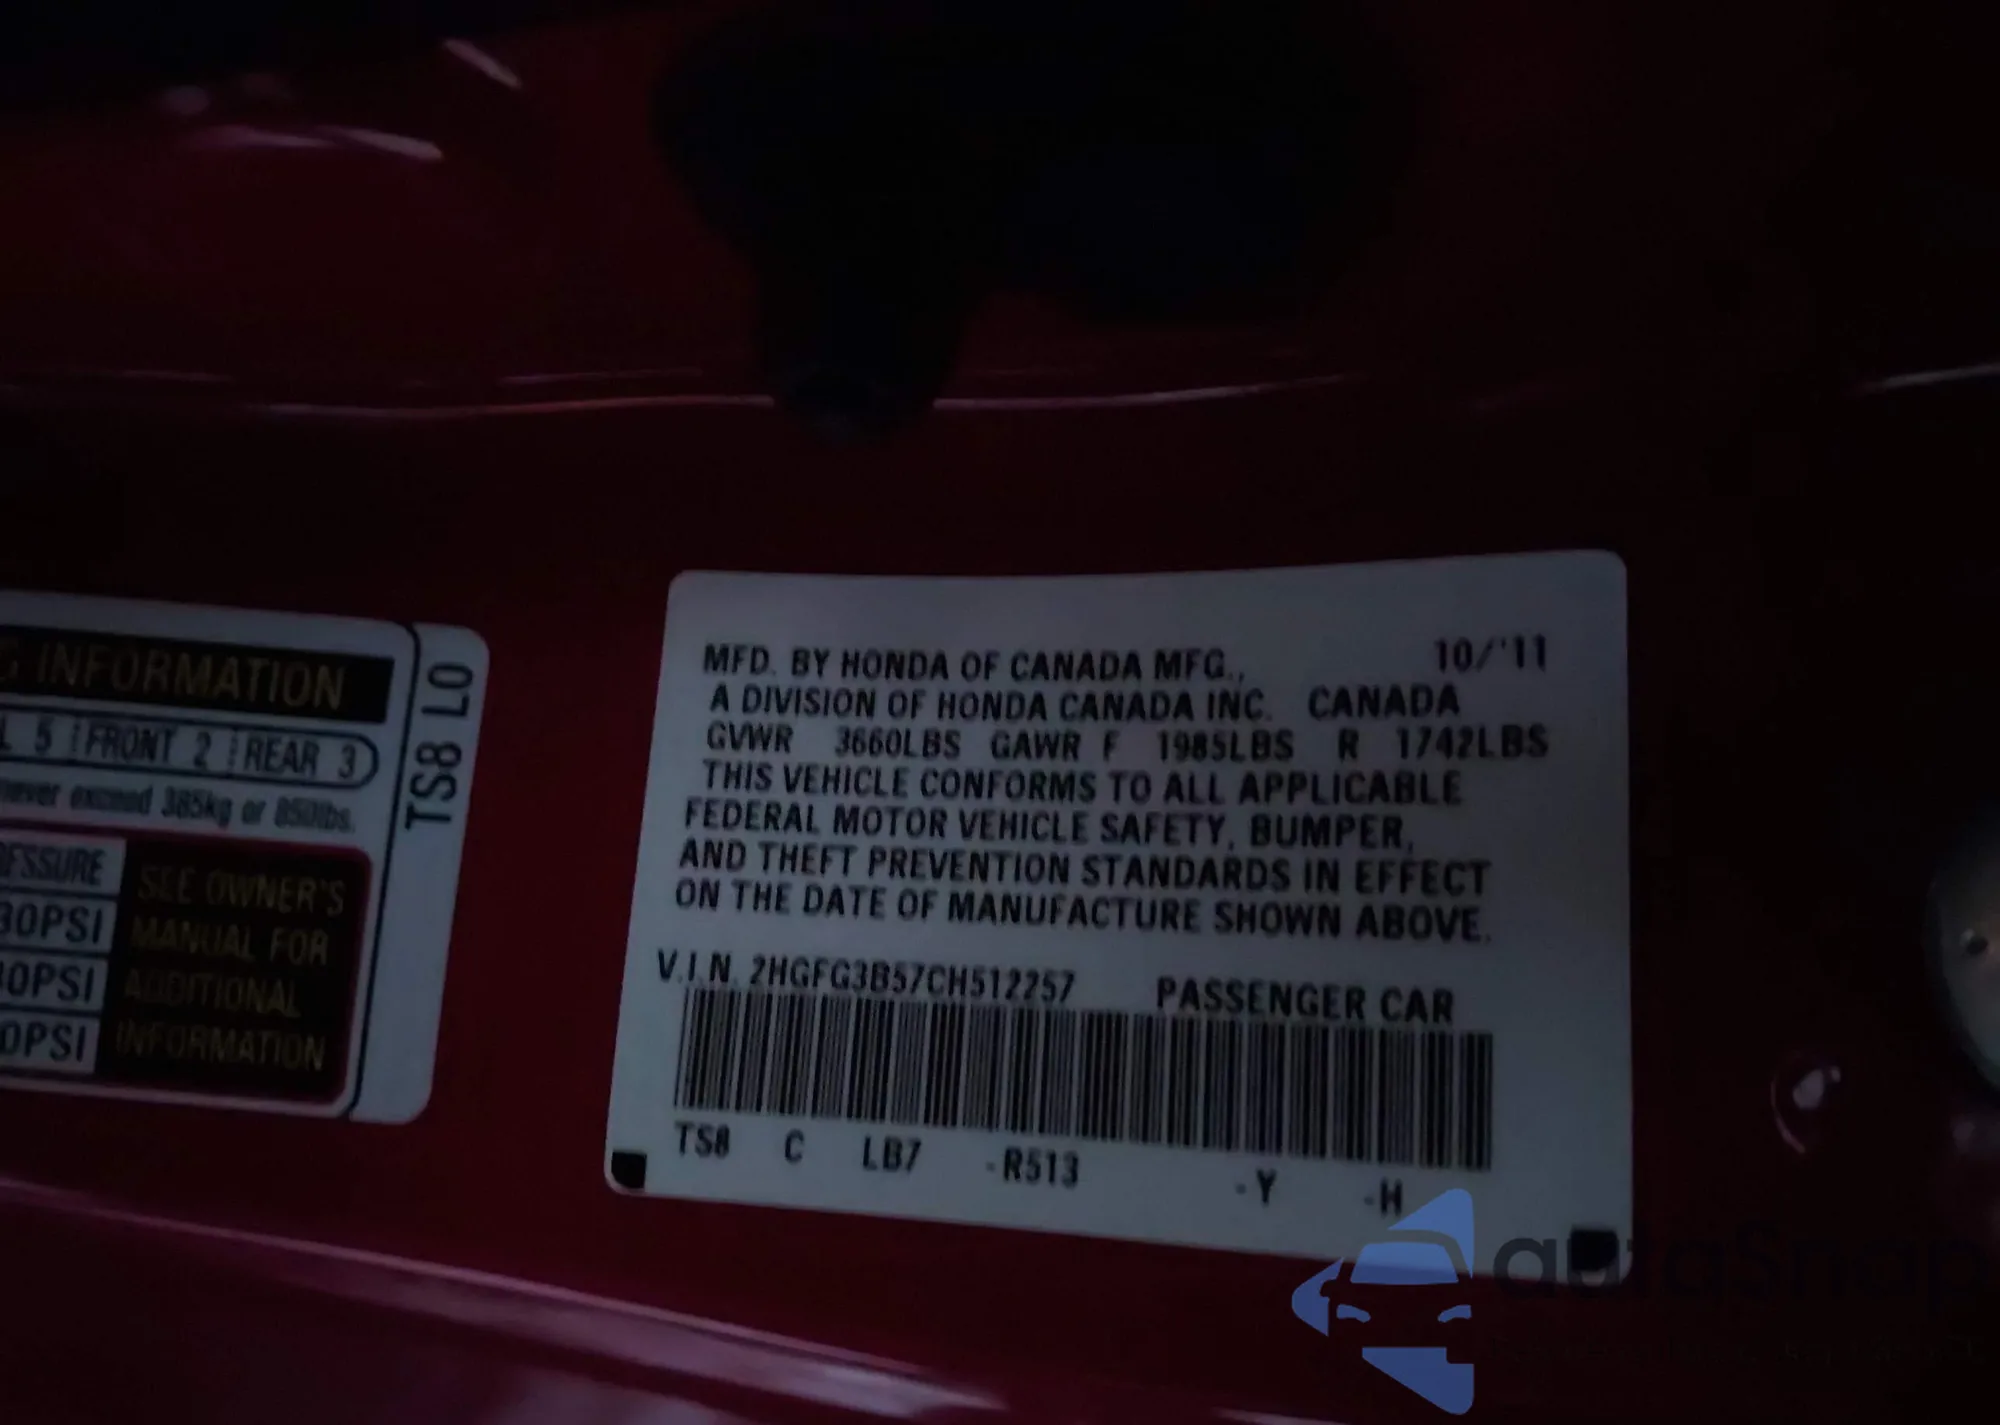 G INFORMATION
L 5 FRONT 2 REAR 3
never exceed 385kg or 850lbs.
ESSURE
30PSI
0PSI
0PSI
SEE OWNER'S
MANUAL FOR
ADDITIONAL
INFORMATION
TS8 L0
MFD. BY HONDA OF CANADA MFG., 10/'11
A DIVISION OF HONDA CANADA INC. CANADA
GVWR 3660LBS GAWR F 1985LBS R 1742LBS
THIS VEHICLE CONFORMS TO ALL APPLICABLE
FEDERAL MOTOR VEHICLE SAFETY, BUMPER,
AND THEFT PREVENTION STANDARDS IN EFFECT
ON THE DATE OF MANUFACTURE SHOWN ABOVE.
V.I.N. 2HGFG3B57CH512257 PASSENGER CAR
TS8 C LB7 -R513 -Y -H
autoSnap